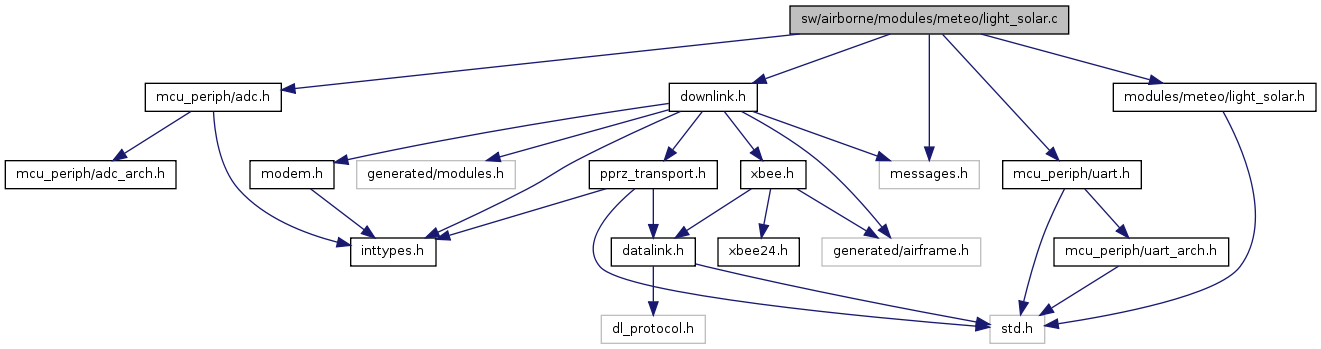 sw/airborne/modules/meteo/light_solar.c
mcu_periph/adc.h
downlink.h
modules/meteo/light_solar.h
mcu_periph/adc_arch.h
modem.h
generated/modules.h
pprz_transport.h
xbee.h
messages.h
mcu_periph/uart.h
inttypes.h
datalink.h
xbee24.h
generated/airframe.h
mcu_periph/uart_arch.h
dl_protocol.h
std.h